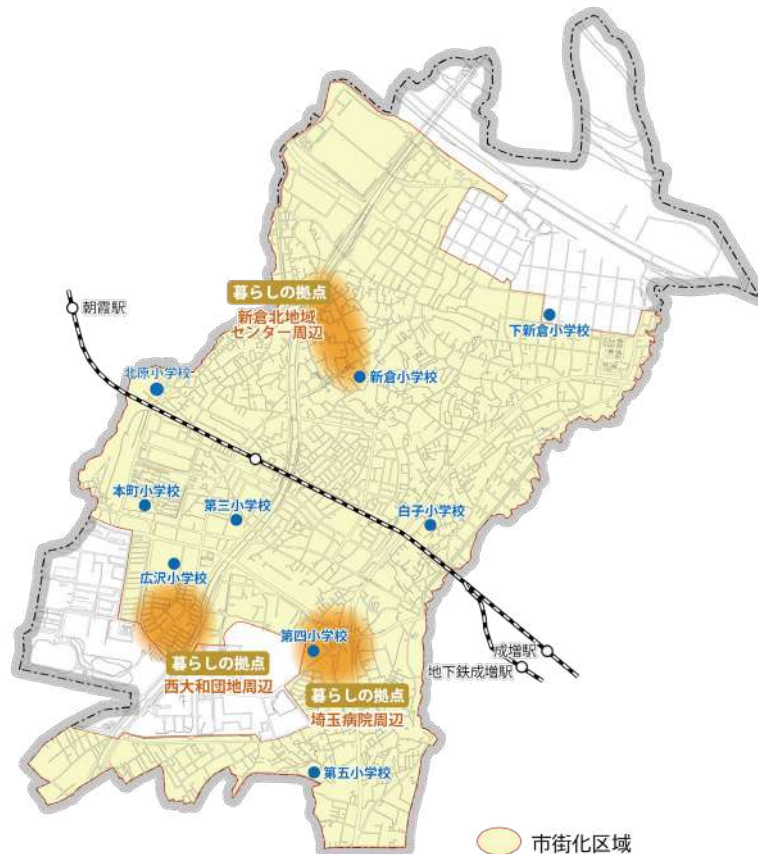 暮らしの拠点
新倉北地域
センター周辺
朝霞駅
下新倉小学校
北原小学校
新倉小学校
本町小学校
第三小学校
白子小学校
広沢小学校
第四小学校
成増駅
地下鉄成増駅
暮らしの拠点
西大和団地周辺
暮らしの拠点
埼玉病院周辺
第五小学校
市街化区域